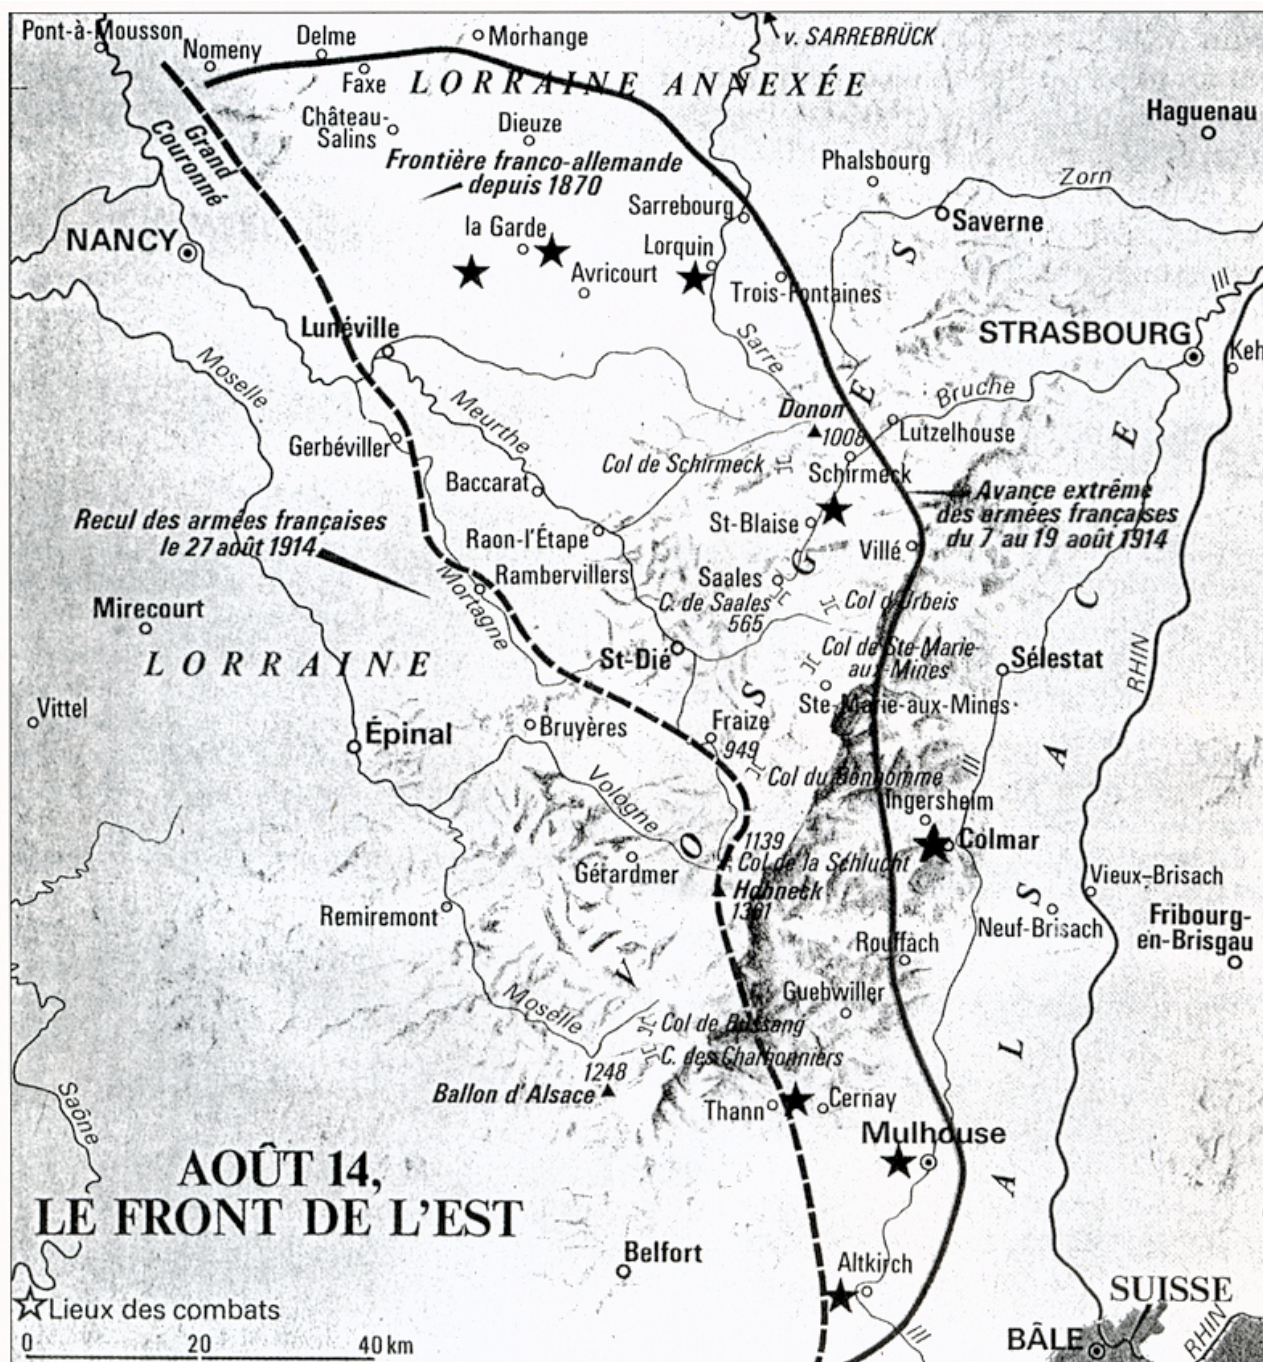 Pont-à-Mousson
Nomeny
Delme
Faxe
Morhange
v. SARREBRÜCK
LORRAINE ANNEXÉE
Haguenau
Grand
Couronné
Château-
Salins
Dieuze
Frontière franco-allemande
depuis 1870
Phalsbourg
Zorn
Saverne
Sarrebourg
NANCY
la Garde
Lorquin
Avricourt
Trois-Fontaines
III
STRASBOURG
Keh
Lunéville
Moselle
Sarre
Meurthe
Bruche
Donon
1008
Lutzelhouse
Gerbéviller
Col de Schirmeck
Schirmeck
Baccarat
Avance extrême
des armées françaises
du 7 au 19 août 1914
Recul des armées françaises
le 27 août 1914
St-Blaise
Raon-l'Étape
Villé
Rambervillers
Mortagne
Saales
C. de Saales
565
Col d'Urbeis
Mirecourt
LORRAINE
St-Dié
Col de Ste-Marie-
aux-Mines
Sélestat
RHIN
Ste-Marie-aux-Mines
Vittel
Épinal
Bruyères
Fraize
949
Col du Bonhomme
III
Ingersheim
Vologne
Colmar
1139
Col de la Schlucht
Gérardmer
Hohneck
1361
Vieux-Brisach
Neuf-Brisach
Fribourg-
en-Brisgau
Remiremont
Rouffach
Guebwiller
VOSGES
ALSACE
Moselle
Col de Bussang
C. des Charbonniers
1248
Ballon d'Alsace
Thann
Cernay
Saône
Mulhouse
AOÛT 14,
LE FRONT DE L'EST
Belfort
Altkirch
SUISSE
Lieux des combats
III
BÂLE
RHIN
0 20 40 km